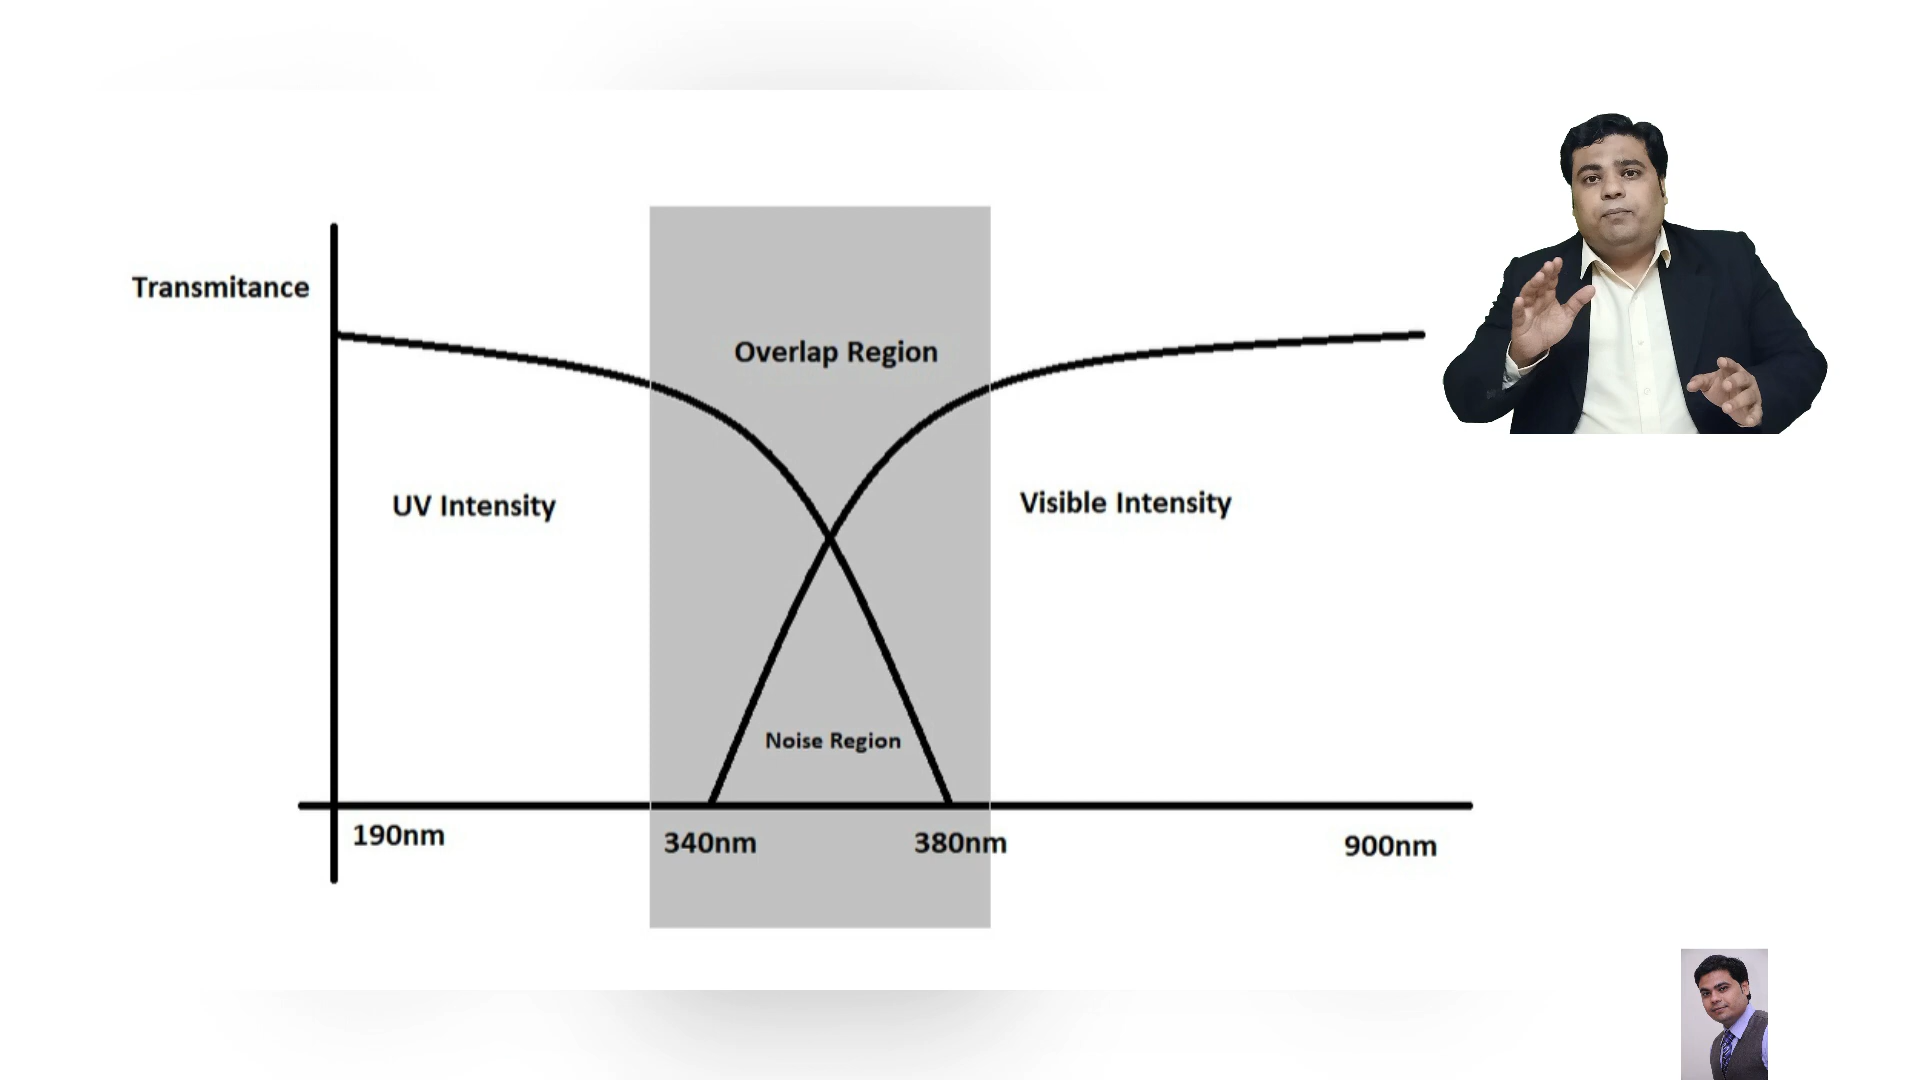 Transmitance
Overlap Region
UV Intensity
Visible Intensity
Noise Region
190nm
340nm
380nm
900nm